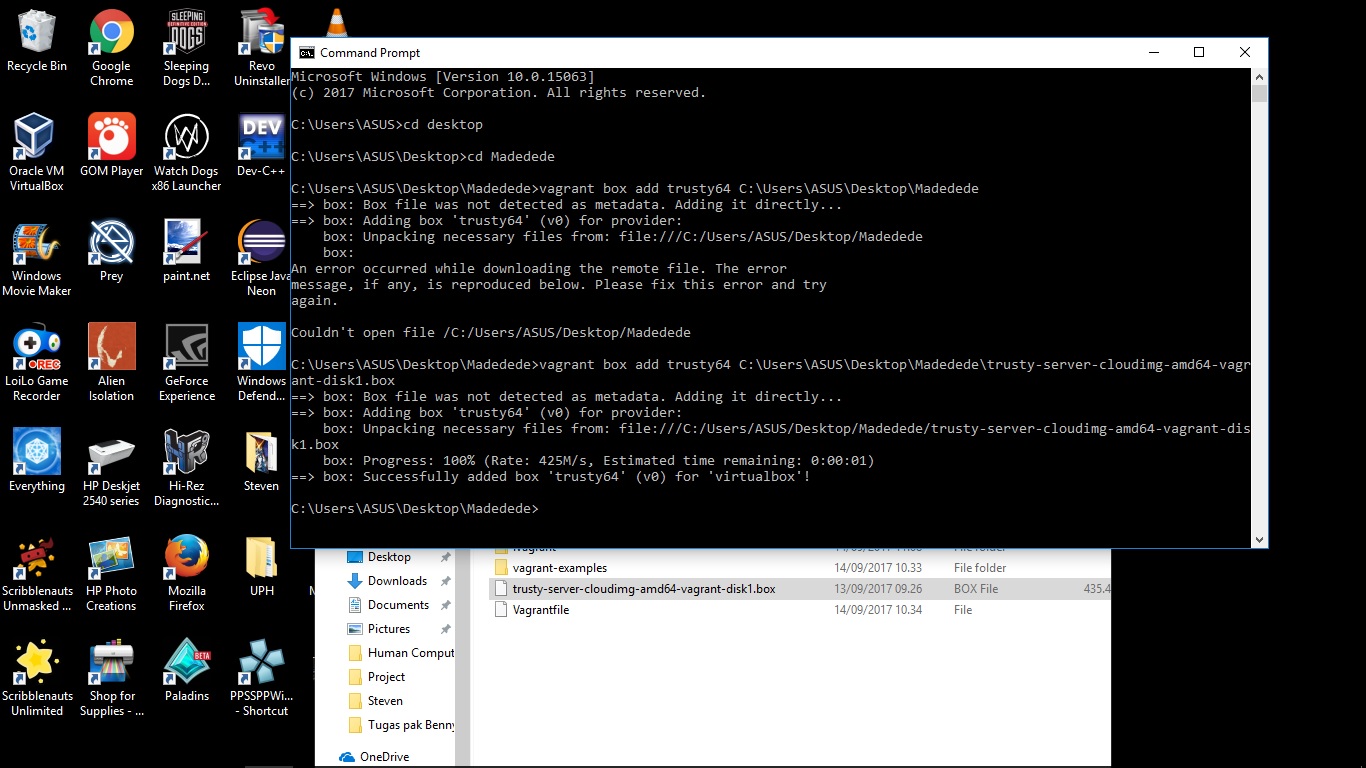 Recycle Bin
Google Chrome
Sleeping Dogs D...
Revo Uninstaller
SLEEPING DOGS
Oracle VM VirtualBox
GOM Player
Watch Dogs x86 Launcher
DEV C++
Dev-C++
Windows Movie Maker
Prey
paint.net
Eclipse Java Neon
REC
LoiLo Game Recorder
Alien Isolation
GeForce Experience
Windows Defend...
Everything
HP Deskjet 2540 series
Hi-Rez Diagnostic...
Steven
Scribblenauts Unmasked ...
HP Photo Creations
Mozilla Firefox
UPH
BETA
Scribblenauts Unlimited
Shop for Supplies - ...
Paladins
PPSSPPWi... - Shortcut
Command Prompt
Microsoft Windows [Version 10.0.15063]
(c) 2017 Microsoft Corporation. All rights reserved.
C:\Users\ASUS>cd desktop
C:\Users\ASUS\Desktop>cd Madedede
C:\Users\ASUS\Desktop\Madedede>vagrant box add trusty64 C:\Users\ASUS\Desktop\Madedede
==> box: Box file was not detected as metadata. Adding it directly...
==> box: Adding box 'trusty64' (v0) for provider:
    box: Unpacking necessary files from: file:///C:/Users/ASUS/Desktop/Madedede
    box:
An error occurred while downloading the remote file. The error
message, if any, is reproduced below. Please fix this error and try
again.
Couldn't open file /C:/Users/ASUS/Desktop/Madedede
C:\Users\ASUS\Desktop\Madedede>vagrant box add trusty64 C:\Users\ASUS\Desktop\Madedede\trusty-server-cloudimg-amd64-vagr
ant-disk1.box
==> box: Box file was not detected as metadata. Adding it directly...
==> box: Adding box 'trusty64' (v0) for provider:
    box: Unpacking necessary files from: file:///C:/Users/ASUS/Desktop/Madedede/trusty-server-cloudimg-amd64-vagrant-dis
k1.box
    box: Progress: 100% (Rate: 425M/s, Estimated time remaining: 0:00:01)
==> box: Successfully added box 'trusty64' (v0) for 'virtualbox'!
C:\Users\ASUS\Desktop\Madedede>
Desktop
Downloads
Documents
Pictures
Human Comput
Project
Steven
Tugas pak Benny
OneDrive
vagrant-examples 14/09/2017 10.33 File folder
trusty-server-cloudimg-amd64-vagrant-disk1.box 13/09/2017 09.26 BOX File 435.4
Vagrantfile 14/09/2017 10.34 File